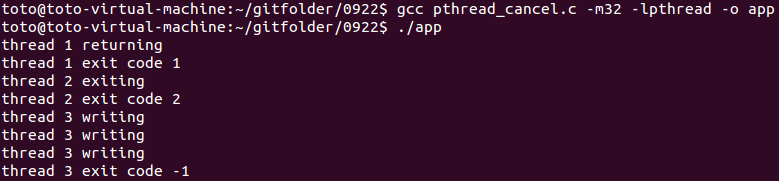 toto@toto-virtual-machine:~/gitfolder/0922$ gcc pthread_cancel.c -m32 -lpthread -o app
toto@toto-virtual-machine:~/gitfolder/0922$ ./app
thread 1 returning
thread 1 exit code 1
thread 2 exiting
thread 2 exit code 2
thread 3 writing
thread 3 writing
thread 3 writing
thread 3 exit code -1